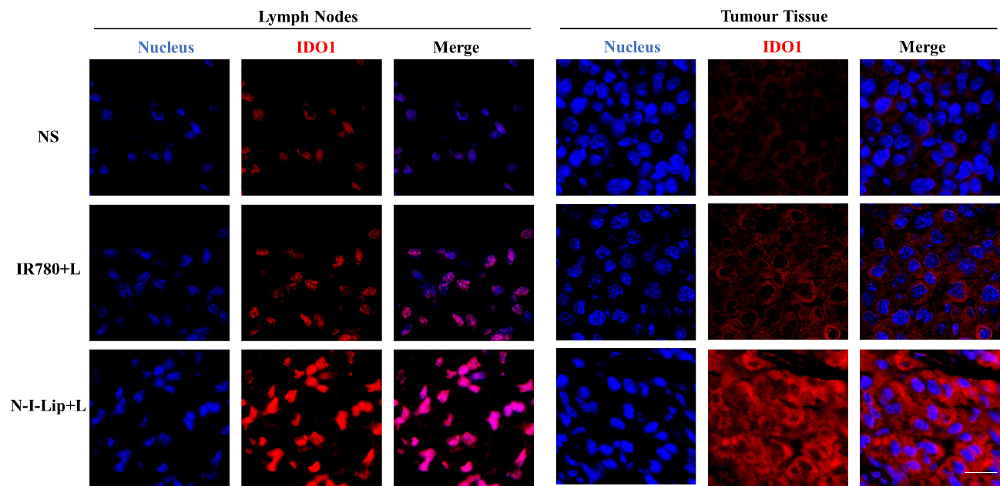 Lymph Nodes Tumour Tissue
Nucleus IDO1 Merge Nucleus IDO1 Merge
NS
IR780+L
N-I-Lip+L